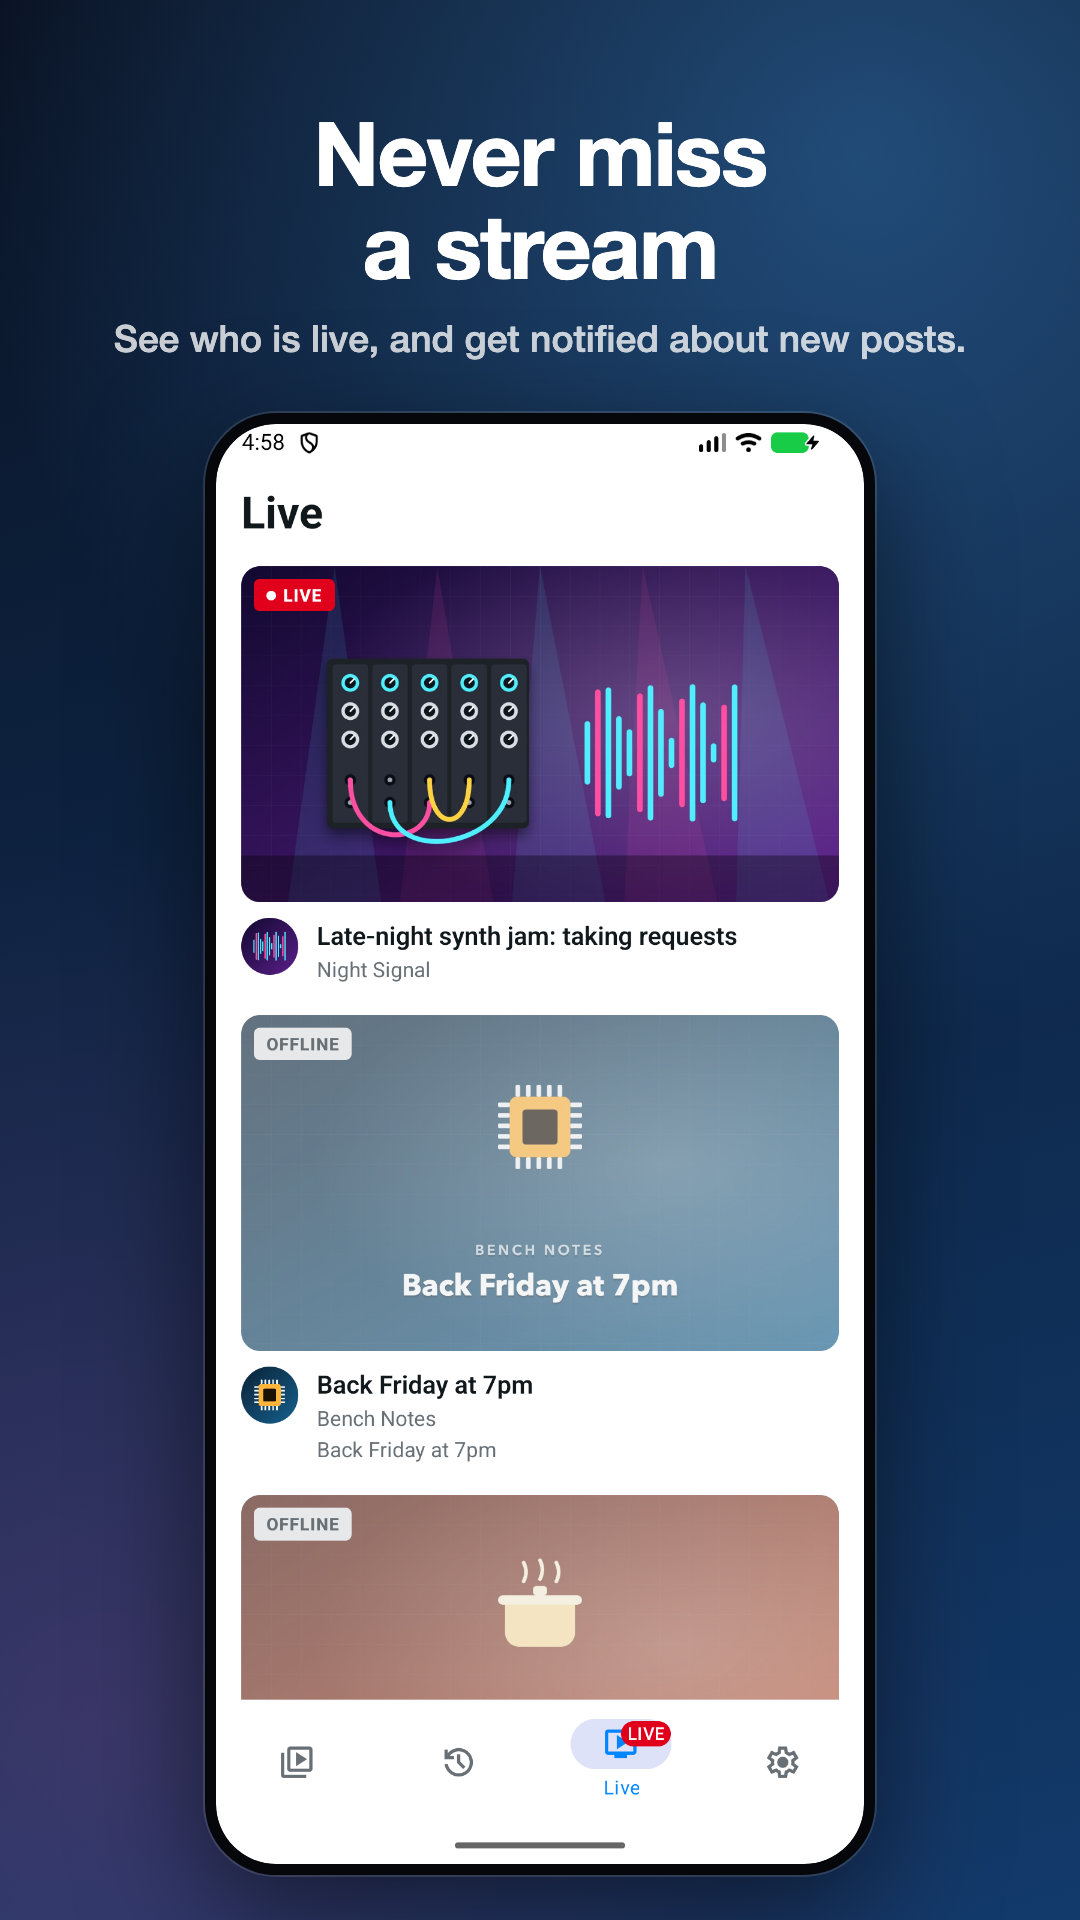 Never miss
a stream
See who is live, and get notified about new posts.
4:58
Live
LIVE
Late-night synth jam: taking requests
Night Signal
OFFLINE
BENCH NOTES
Back Friday at 7pm
Back Friday at 7pm
Bench Notes
Back Friday at 7pm
OFFLINE
LIVE
Live